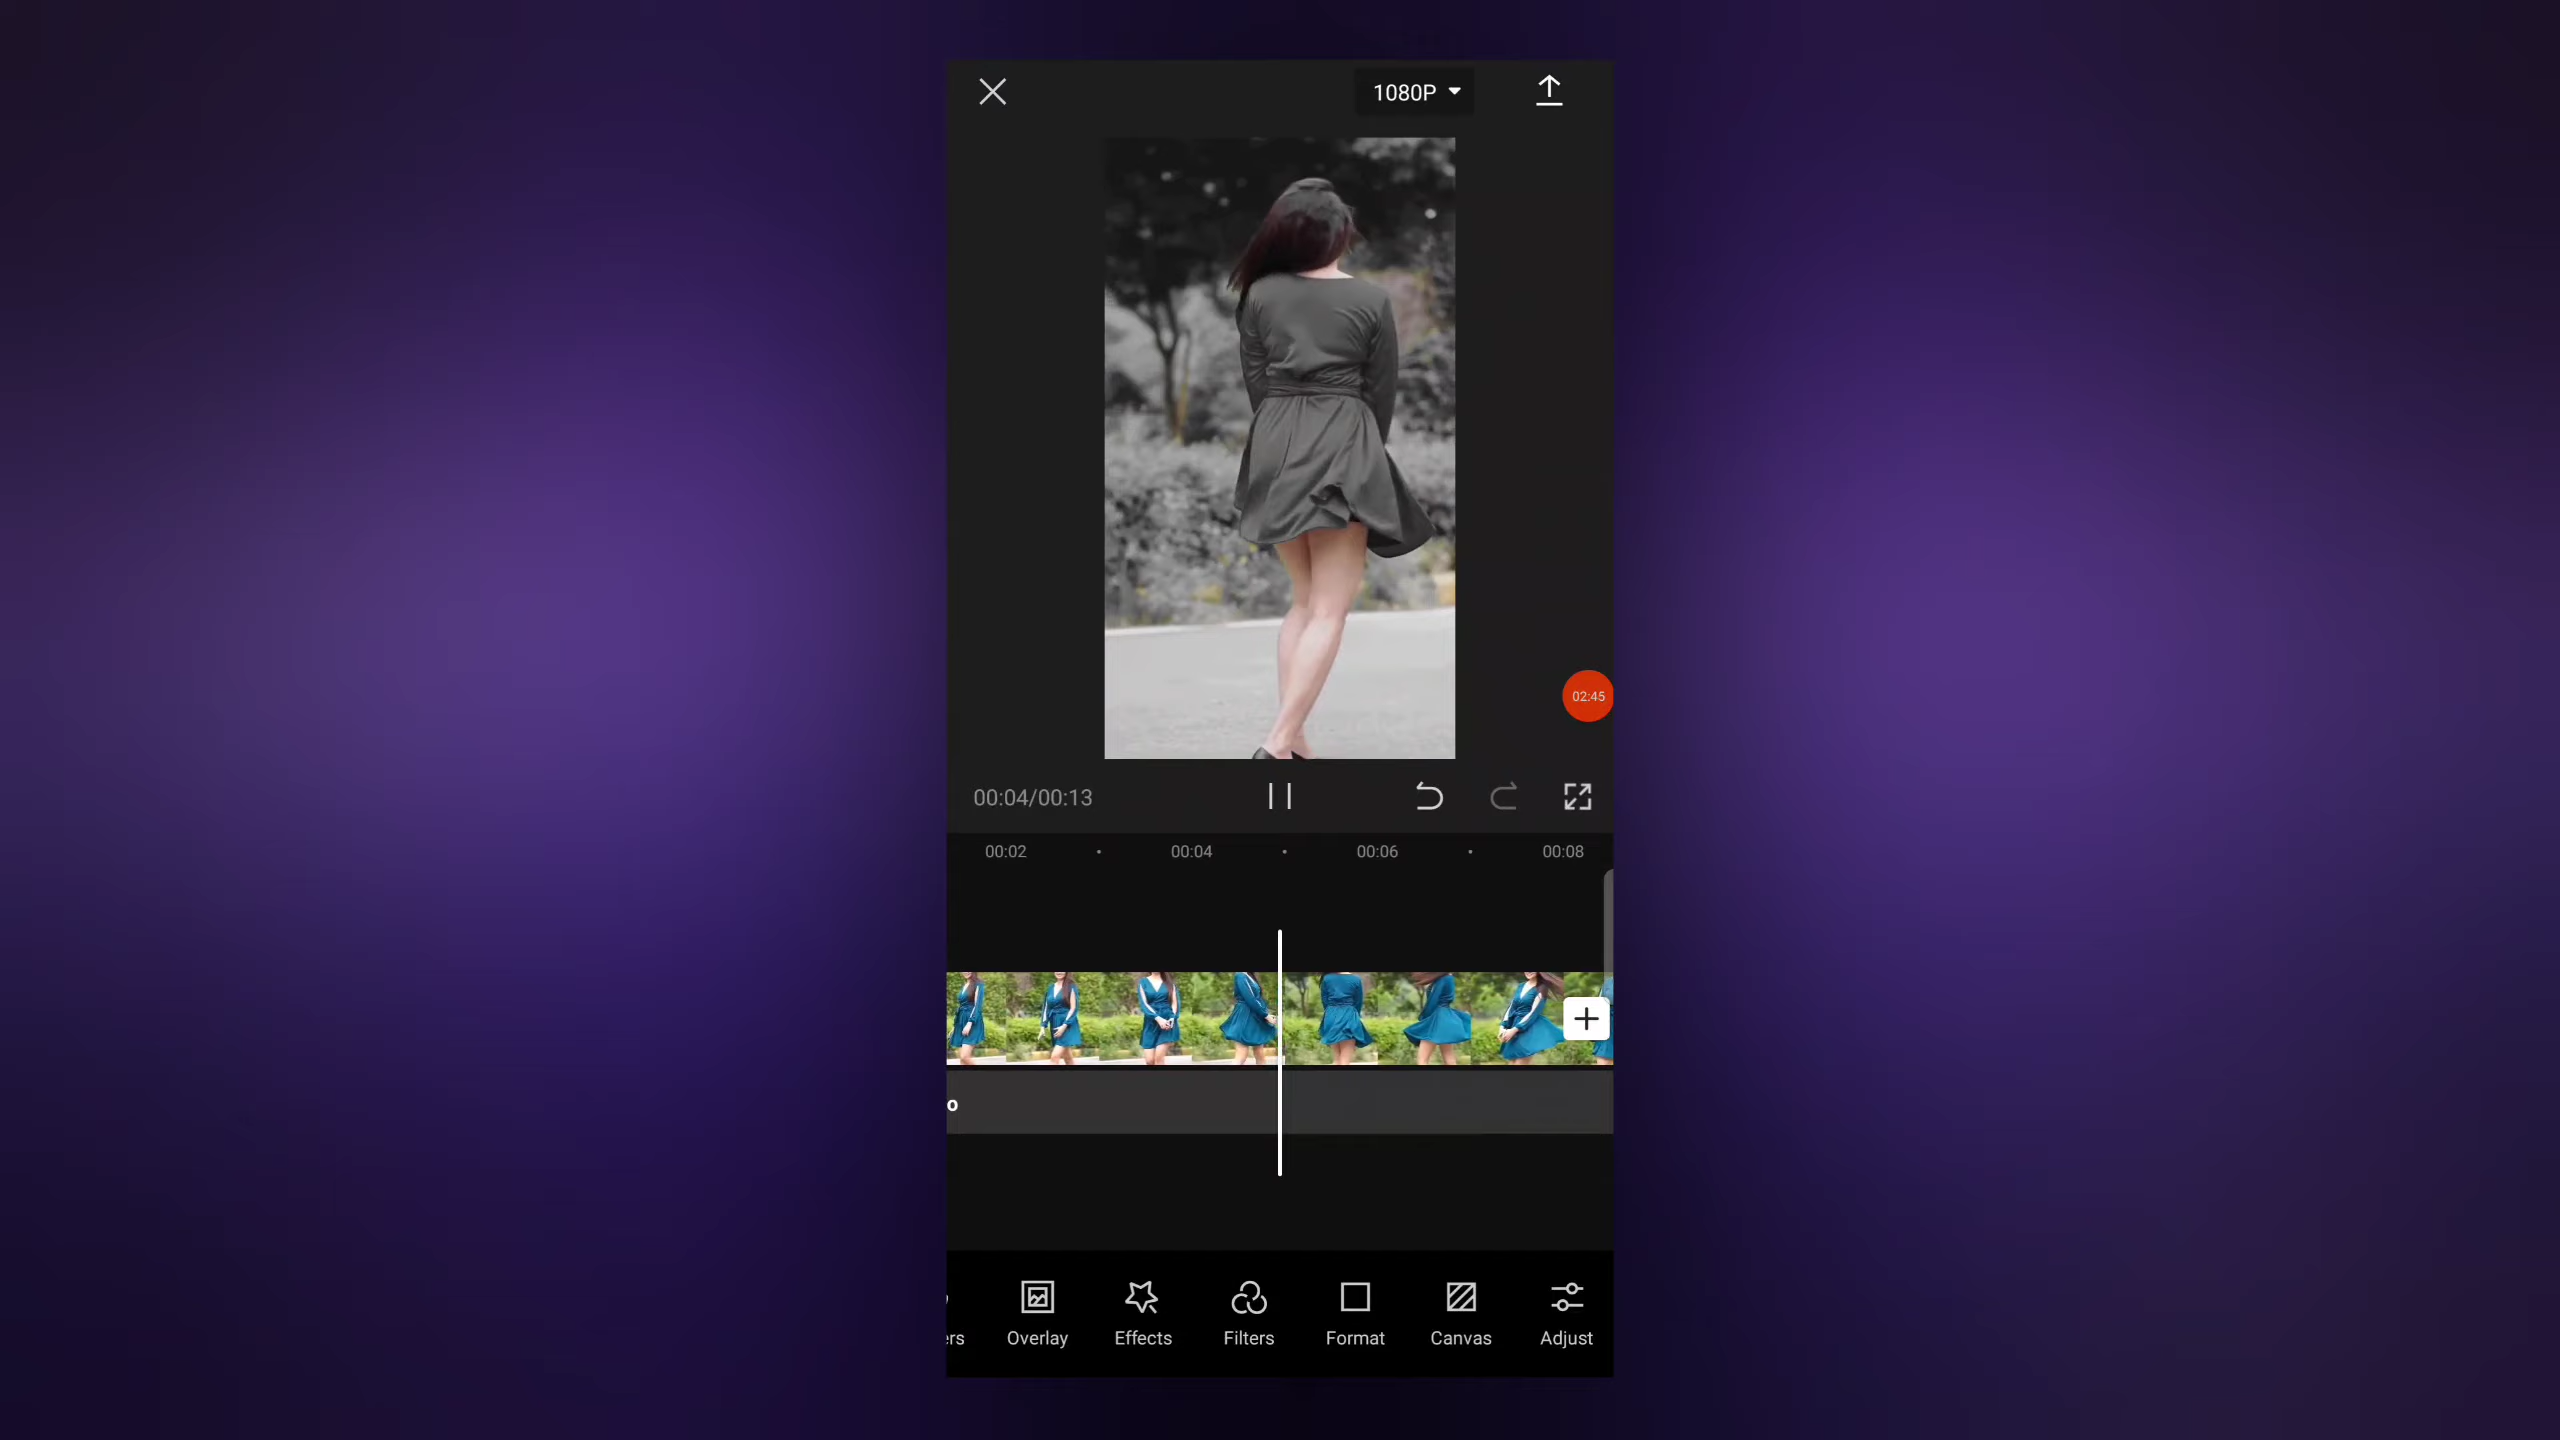 1080P
02:45
00:04/00:13
00:02 00:04 00:06 00:08
o
ers Overlay Effects Filters Format Canvas Adjust